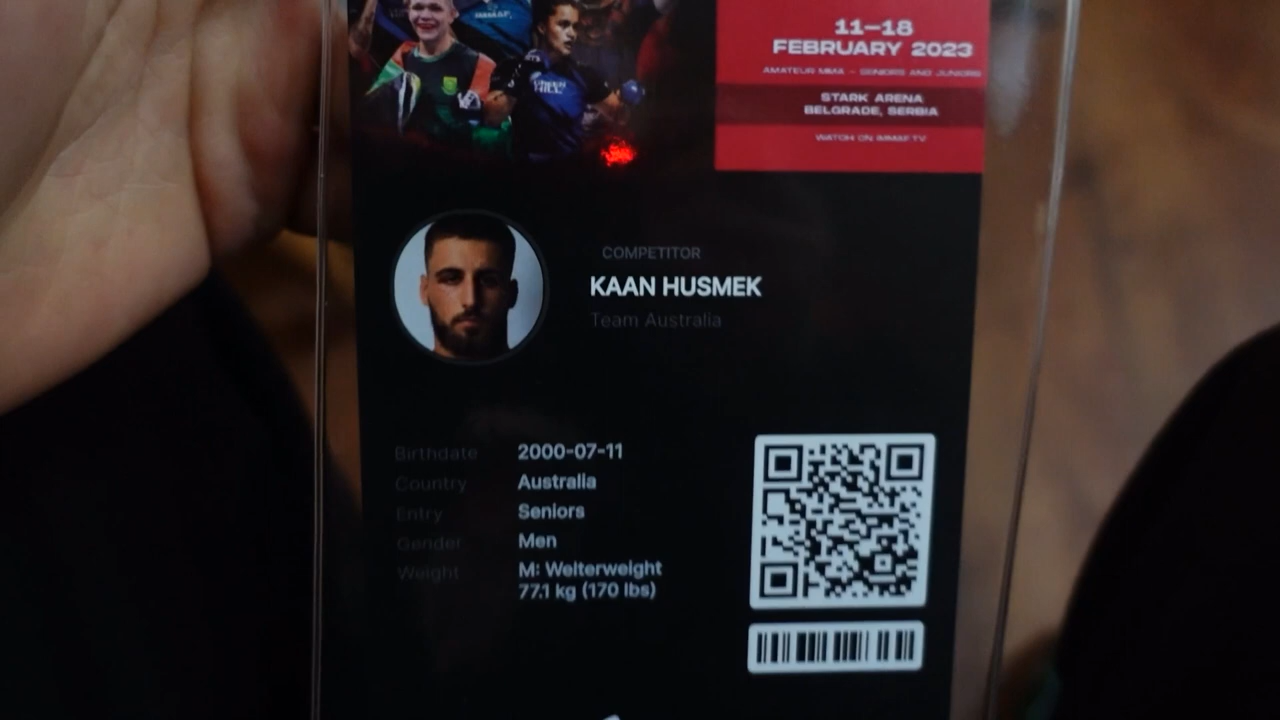 11–18
FEBRUARY 2023
AMATEUR MMA – SENIORS AND JUNIORS
STARK ARENA
BELGRADE, SERBIA
WATCH ON IMMAF.TV
COMPETITOR
KAAN HUSMEK
Team Australia
Birthdate 2000-07-11
Country Australia
Entry Seniors
Gender Men
Weight M: Welterweight
77.1 kg (170 lbs)